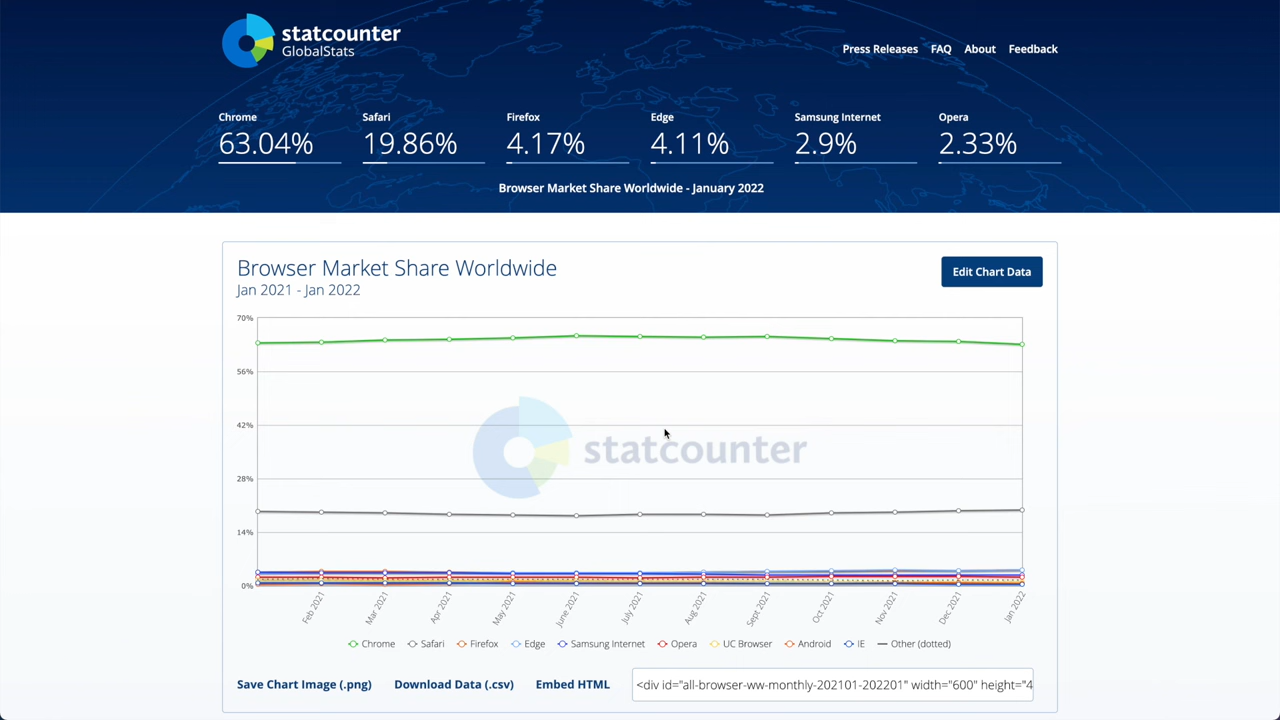 statcounter
GlobalStats
Press Releases FAQ About Feedback
Chrome Safari Firefox Edge Samsung Internet Opera
63.04% 19.86% 4.17% 4.11% 2.9% 2.33%
Browser Market Share Worldwide - January 2022
Browser Market Share Worldwide
Jan 2021 - Jan 2022
Edit Chart Data
70%
56%
42%
statcounter
28%
14%
0%
Feb 2021 Mar 2021 Apr 2021 May 2021 June 2021 July 2021 Aug 2021 Sept 2021 Oct 2021 Nov 2021 Dec 2021 Jan 2022
Chrome Safari Firefox Edge Samsung Internet Opera UC Browser Android IE Other (dotted)
Save Chart Image (.png) Download Data (.csv) Embed HTML <div id="all-browser-ww-monthly-202101-202201" width="600" height="4